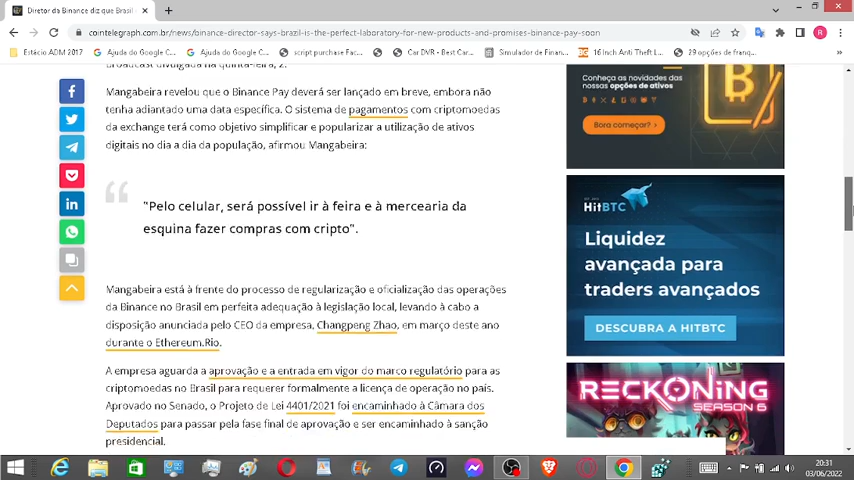 Diretor da Binance diz que Brasil
cointelegraph.com.br/news/binance-director-says-brazil-is-the-perfect-laboratory-for-new-products-and-promises-binance-pay-soon
Estácio ADM 2017
Ajuda do Google C...
Ajuda do Google C...
script purchase Fac...
Car DVR - Best Car...
Simulador de Finan...
16 Inch Anti Theft L...
29 opções de franq...
broadcast divulgada na quinta-feira, 2.
Mangabeira revelou que o Binance Pay deverá ser lançado em breve, embora não
tenha adiantado uma data específica. O sistema de pagamentos com criptomoedas
da exchange terá como objetivo simplificar e popularizar a utilização de ativos
digitais no dia a dia da população, afirmou Mangabeira:
"Pelo celular, será possível ir à feira e à mercearia da
esquina fazer compras com cripto".
Mangabeira está à frente do processo de regularização e oficialização das operações
da Binance no Brasil em perfeita adequação à legislação local, levando à cabo a
disposição anunciada pelo CEO da empresa, Changpeng Zhao, em março deste ano
durante o Ethereum.Rio.
A empresa aguarda a aprovação e a entrada em vigor do marco regulatório para as
criptomoedas no Brasil para requerer formalmente a licença de operação no país.
Aprovado no Senado, o Projeto de Lei 4401/2021 foi encaminhado à Câmara dos
Deputados para passar pela fase final de aprovação e ser encaminhado à sanção
presidencial.
Conheça as novidades das
nossas opções de ativos
Bora começar?
HitBTC
Liquidez
avançada para
traders avançados
DESCUBRA A HITBTC
RECKONING
SEASON 6
20:31
03/06/2022